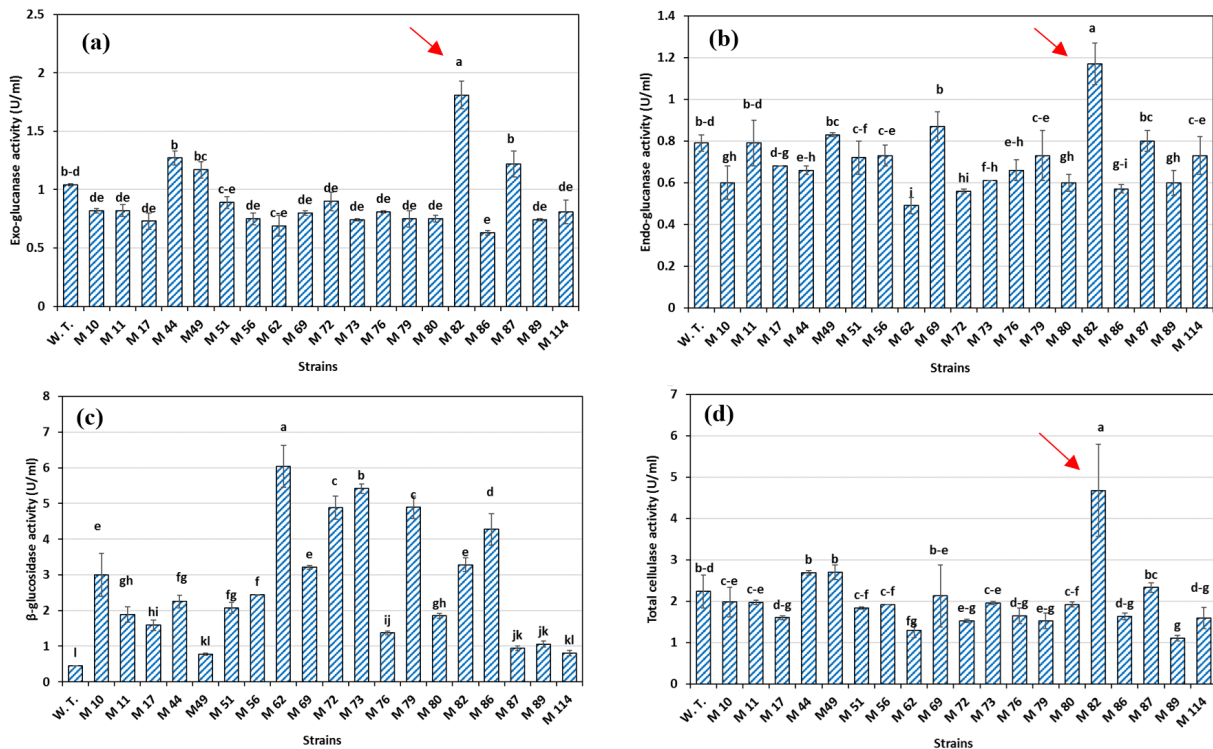 (a)
Exo-glucanase activity (U/ml)
2.5
2
1.5
1
0.5
0
b-d de de de b bc c-e de c-e de de de de de de a e b de de
W. T. M 10 M 11 M 17 M 44 M49 M 51 M 56 M 62 M 69 M 72 M 73 M 76 M 79 M 80 M 82 M 86 M 87 M 89 M 114
Strains
(b)
Endo-glucanase activity (U/ml)
1.4
1.2
1
0.8
0.6
0.4
0.2
0
b-d gh b-d d-g e-h bc c-f c-e i b hi f-h e-h c-e gh a g-i bc gh c-e
W. T. M 10 M 11 M 17 M 44 M49 M 51 M 56 M 62 M 69 M 72 M 73 M 76 M 79 M 80 M 82 M 86 M 87 M 89 M 114
Strains
(c)
β-glucosidase activity (U/ml)
8
7
6
5
4
3
2
1
0
l e gh hi fg kl fg f a e c b ij c gh e d jk jk kl
W. T. M 10 M 11 M 17 M 44 M49 M 51 M 56 M 62 M 69 M 72 M 73 M 76 M 79 M 80 M 82 M 86 M 87 M 89 M 114
Strains
(d)
Total cellulase activity (U/ml)
7
6
5
4
3
2
1
0
b-d c-e c-e d-g b b c-f c-f fg b-e e-g c-e d-g e-g c-f a d-g bc g d-g
W. T. M 10 M 11 M 17 M 44 M49 M 51 M 56 M 62 M 69 M 72 M 73 M 76 M 79 M 80 M 82 M 86 M 87 M 89 M 114
Strains